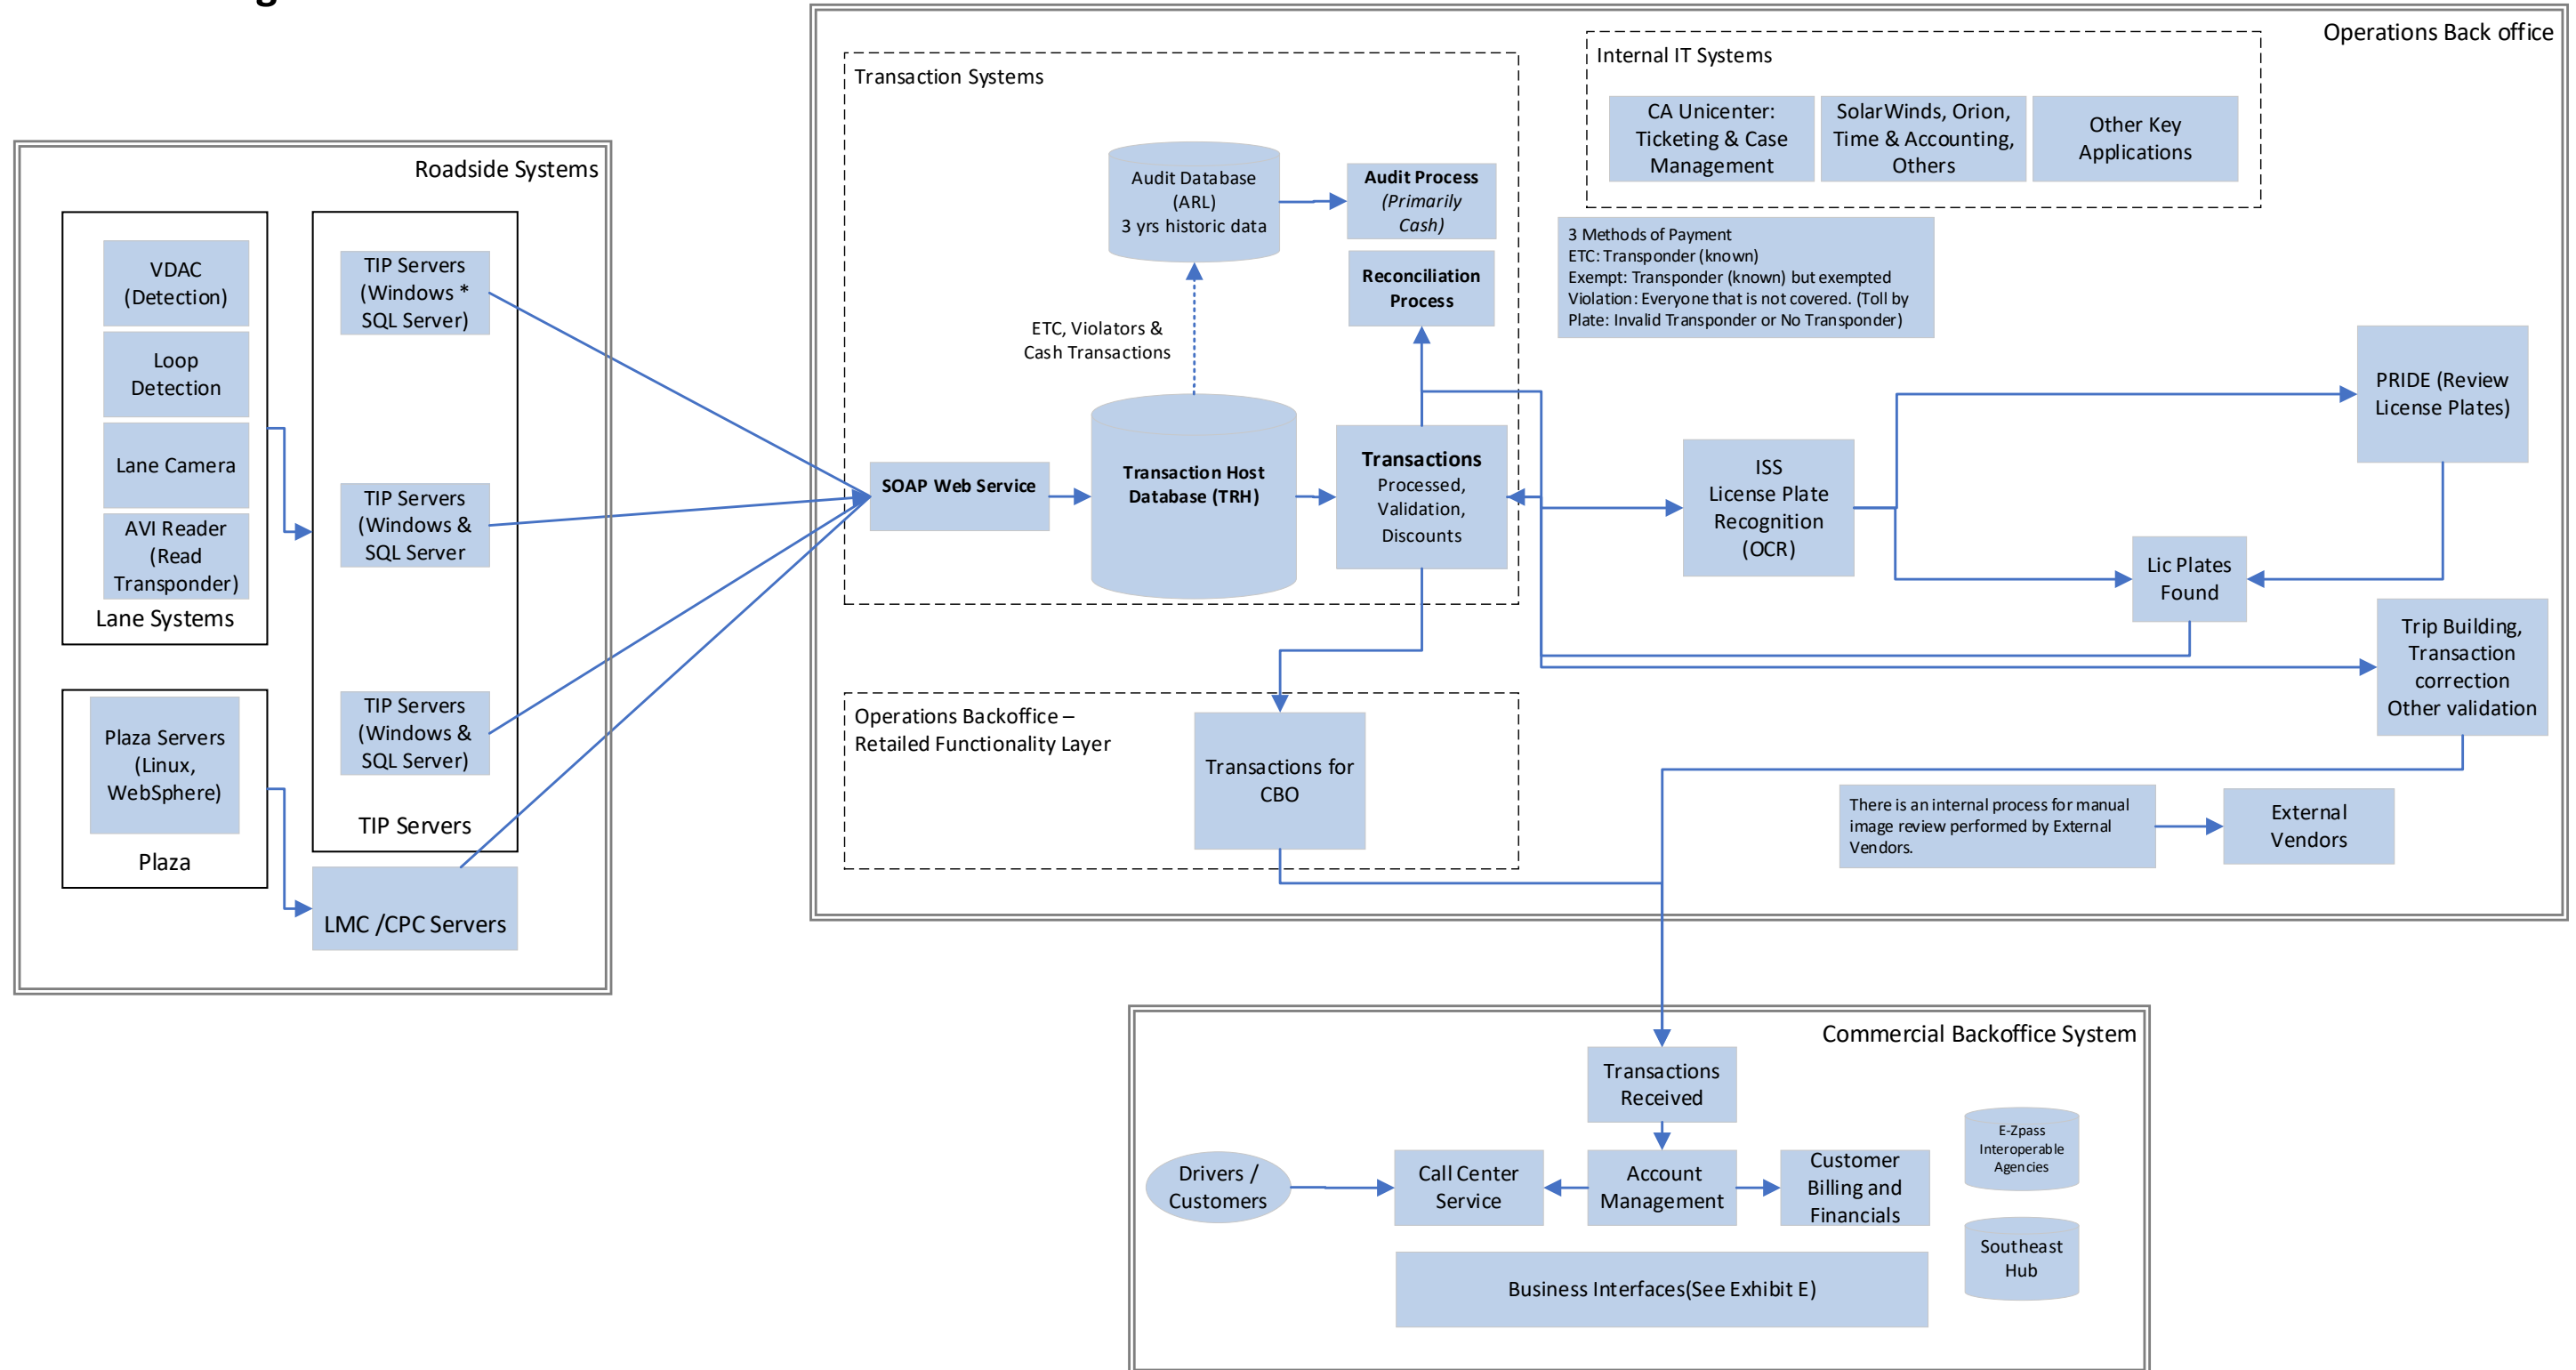 Roadside Systems
VDAC
(Detection)
Loop
Detection
Lane Camera
AVI Reader
(Read
Transponder)
Lane Systems
TIP Servers
(Windows *
SQL Server)
TIP Servers
(Windows &
SQL Server
TIP Servers
(Windows &
SQL Server)
TIP Servers
Plaza Servers
(Linux,
WebSphere)
Plaza
LMC /CPC Servers
Operations Back office
Transaction Systems
Audit Database
(ARL)
3 yrs historic data
Audit Process
(Primarily
Cash)
Reconciliation
Process
ETC, Violators &
Cash Transactions
SOAP Web Service
Transaction Host
Database (TRH)
Transactions
Processed,
Validation,
Discounts
Internal IT Systems
CA Unicenter:
Ticketing & Case
Management
SolarWinds, Orion,
Time & Accounting,
Others
Other Key
Applications
3 Methods of Payment
ETC: Transponder (known)
Exempt: Transponder (known) but exempted
Violation: Everyone that is not covered. (Toll by
Plate: Invalid Transponder or No Transponder)
PRIDE (Review
License Plates)
ISS
License Plate
Recognition
(OCR)
Lic Plates
Found
Trip Building,
Transaction
correction
Other validation
Operations Backoffice –
Retailed Functionality Layer
Transactions for
CBO
There is an internal process for manual
image review performed by External
Vendors.
External
Vendors
Commercial Backoffice System
Transactions
Received
Drivers /
Customers
Call Center
Service
Account
Management
Customer
Billing and
Financials
E-Zpass
Interoperable
Agencies
Southeast
Hub
Business Interfaces(See Exhibit E)